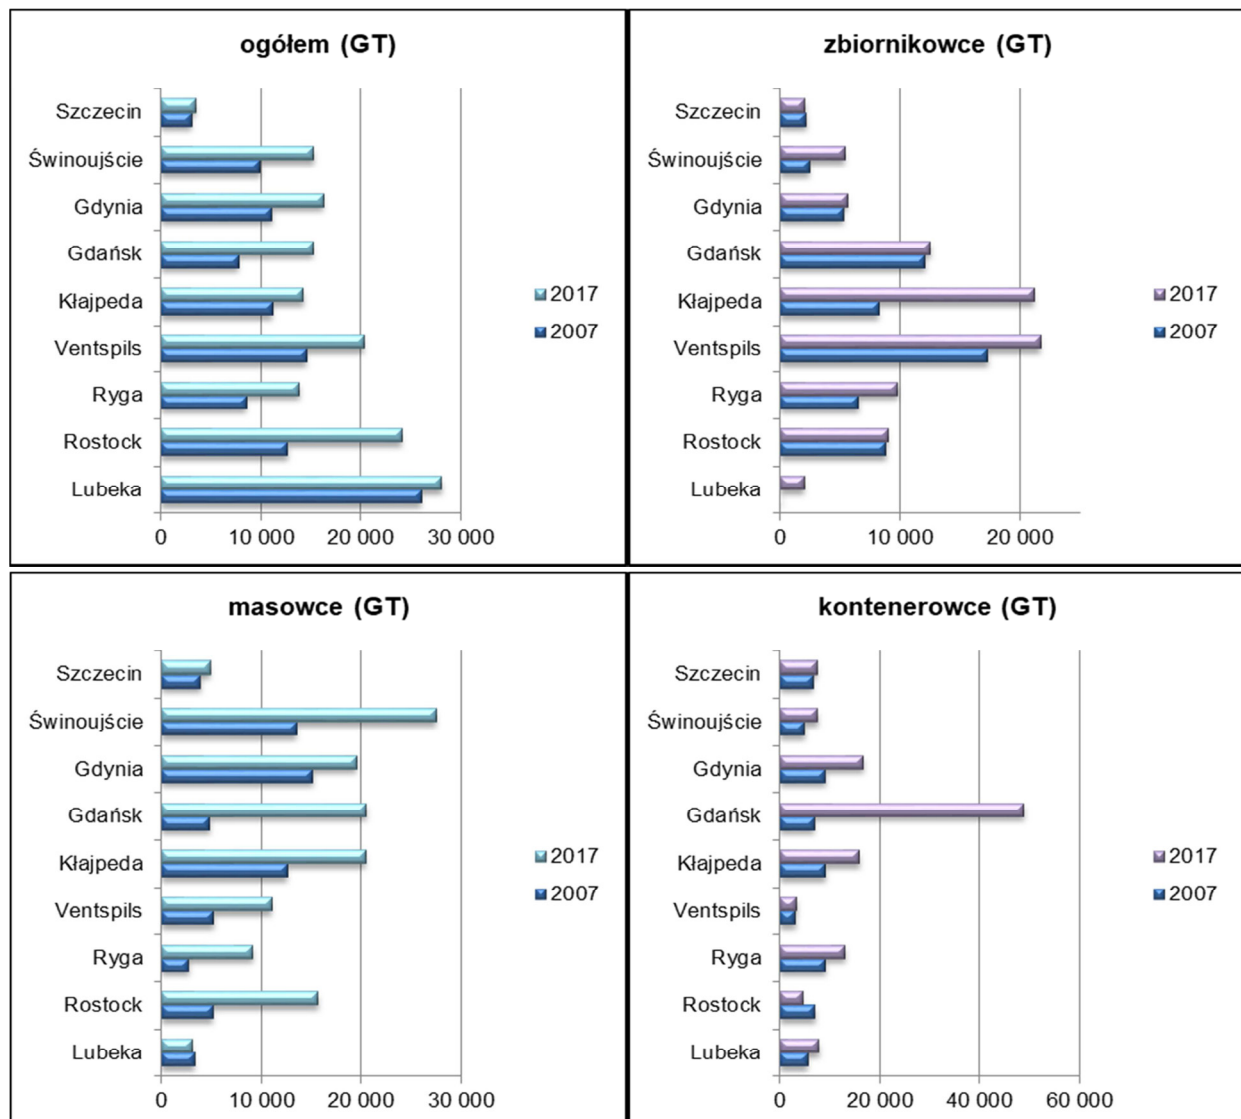 ogółem (GT)
Szczecin
Świnoujście
Gdynia
Gdańsk
Kłajpeda
Ventspils
Ryga
Rostock
Lubeka
0 10 000 20 000 30 000
2017
2007
zbiornikowce (GT)
Szczecin
Świnoujście
Gdynia
Gdańsk
Kłajpeda
Ventspils
Ryga
Rostock
Lubeka
0 10 000 20 000
2017
2007
masowce (GT)
Szczecin
Świnoujście
Gdynia
Gdańsk
Kłajpeda
Ventspils
Ryga
Rostock
Lubeka
0 10 000 20 000 30 000
2017
2007
kontenerowce (GT)
Szczecin
Świnoujście
Gdynia
Gdańsk
Kłajpeda
Ventspils
Ryga
Rostock
Lubeka
0 20 000 40 000 60 000
2017
2007